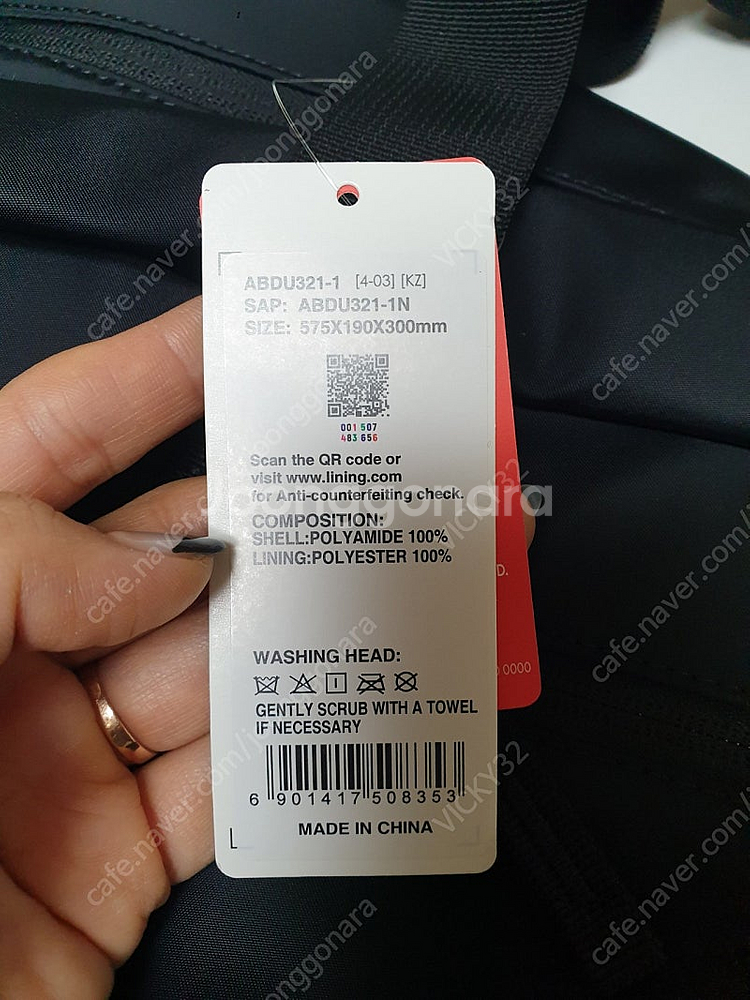 ABDU321-1 [4-03] [KZ]
SAP: ABDU321-1N
SIZE: 575X190X300mm
001 507
483 656
Scan the QR code or
visit www.lining.com
for Anti-counterfeiting check.
joonggonara
COMPOSITION:
SHELL:POLYAMIDE 100%
LINING:POLYESTER 100%
D.
0000
WASHING HEAD:
GENTLY SCRUB WITH A TOWEL
IF NECESSARY
6 901417 508353
MADE IN CHINA
cafe.naver.com/joonggonara
VICKY32